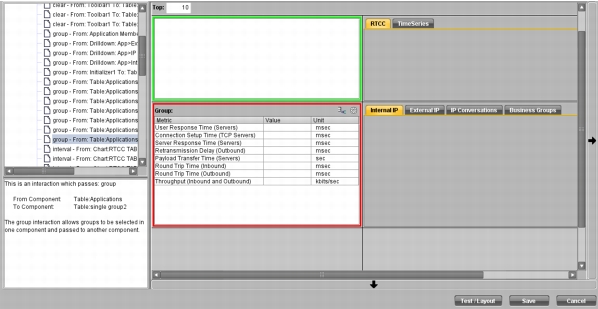 clear - From: Toolbar1 To: Table:
clear - From: Toolbar1 To: Table:
clear - From: Toolbar1 To: Table:
group - From: Application Membe
group - From: Drilldown: App>Ex
group - From: Drilldown: App>IP
group - From: Drilldown: App>Int
group - From: Initializer1 To: Tab
group - From: Table:Applications
group - From: Table:Applications
group - From: Table:Applications
group - From: Table:Applications
group - From: Table:Applications
group - From: Table:Applications
interval - From: Chart:RTCC TAB
interval - From: Chart:RTCC TAB
This is an interaction which passes: group
From Component: Table:Applications
To Component: Table:single group2
The group interaction allows groups to be selected in
one component and passed to another component.
Top: 10
RTCC TimeSeries
Group:
Metric Value Unit
User Response Time (Servers) msec
Connection Setup Time (TCP Servers) msec
Server Response Time (Servers) msec
Retransmission Delay (Outbound) msec
Payload Transfer Time (Servers) sec
Round Trip Time (Inbound) msec
Round Trip Time (Outbound) msec
Throughput (Inbound and Outbound) kbits/sec
Internal IP External IP IP Conversations Business Groups
Test / Layout Save Cancel